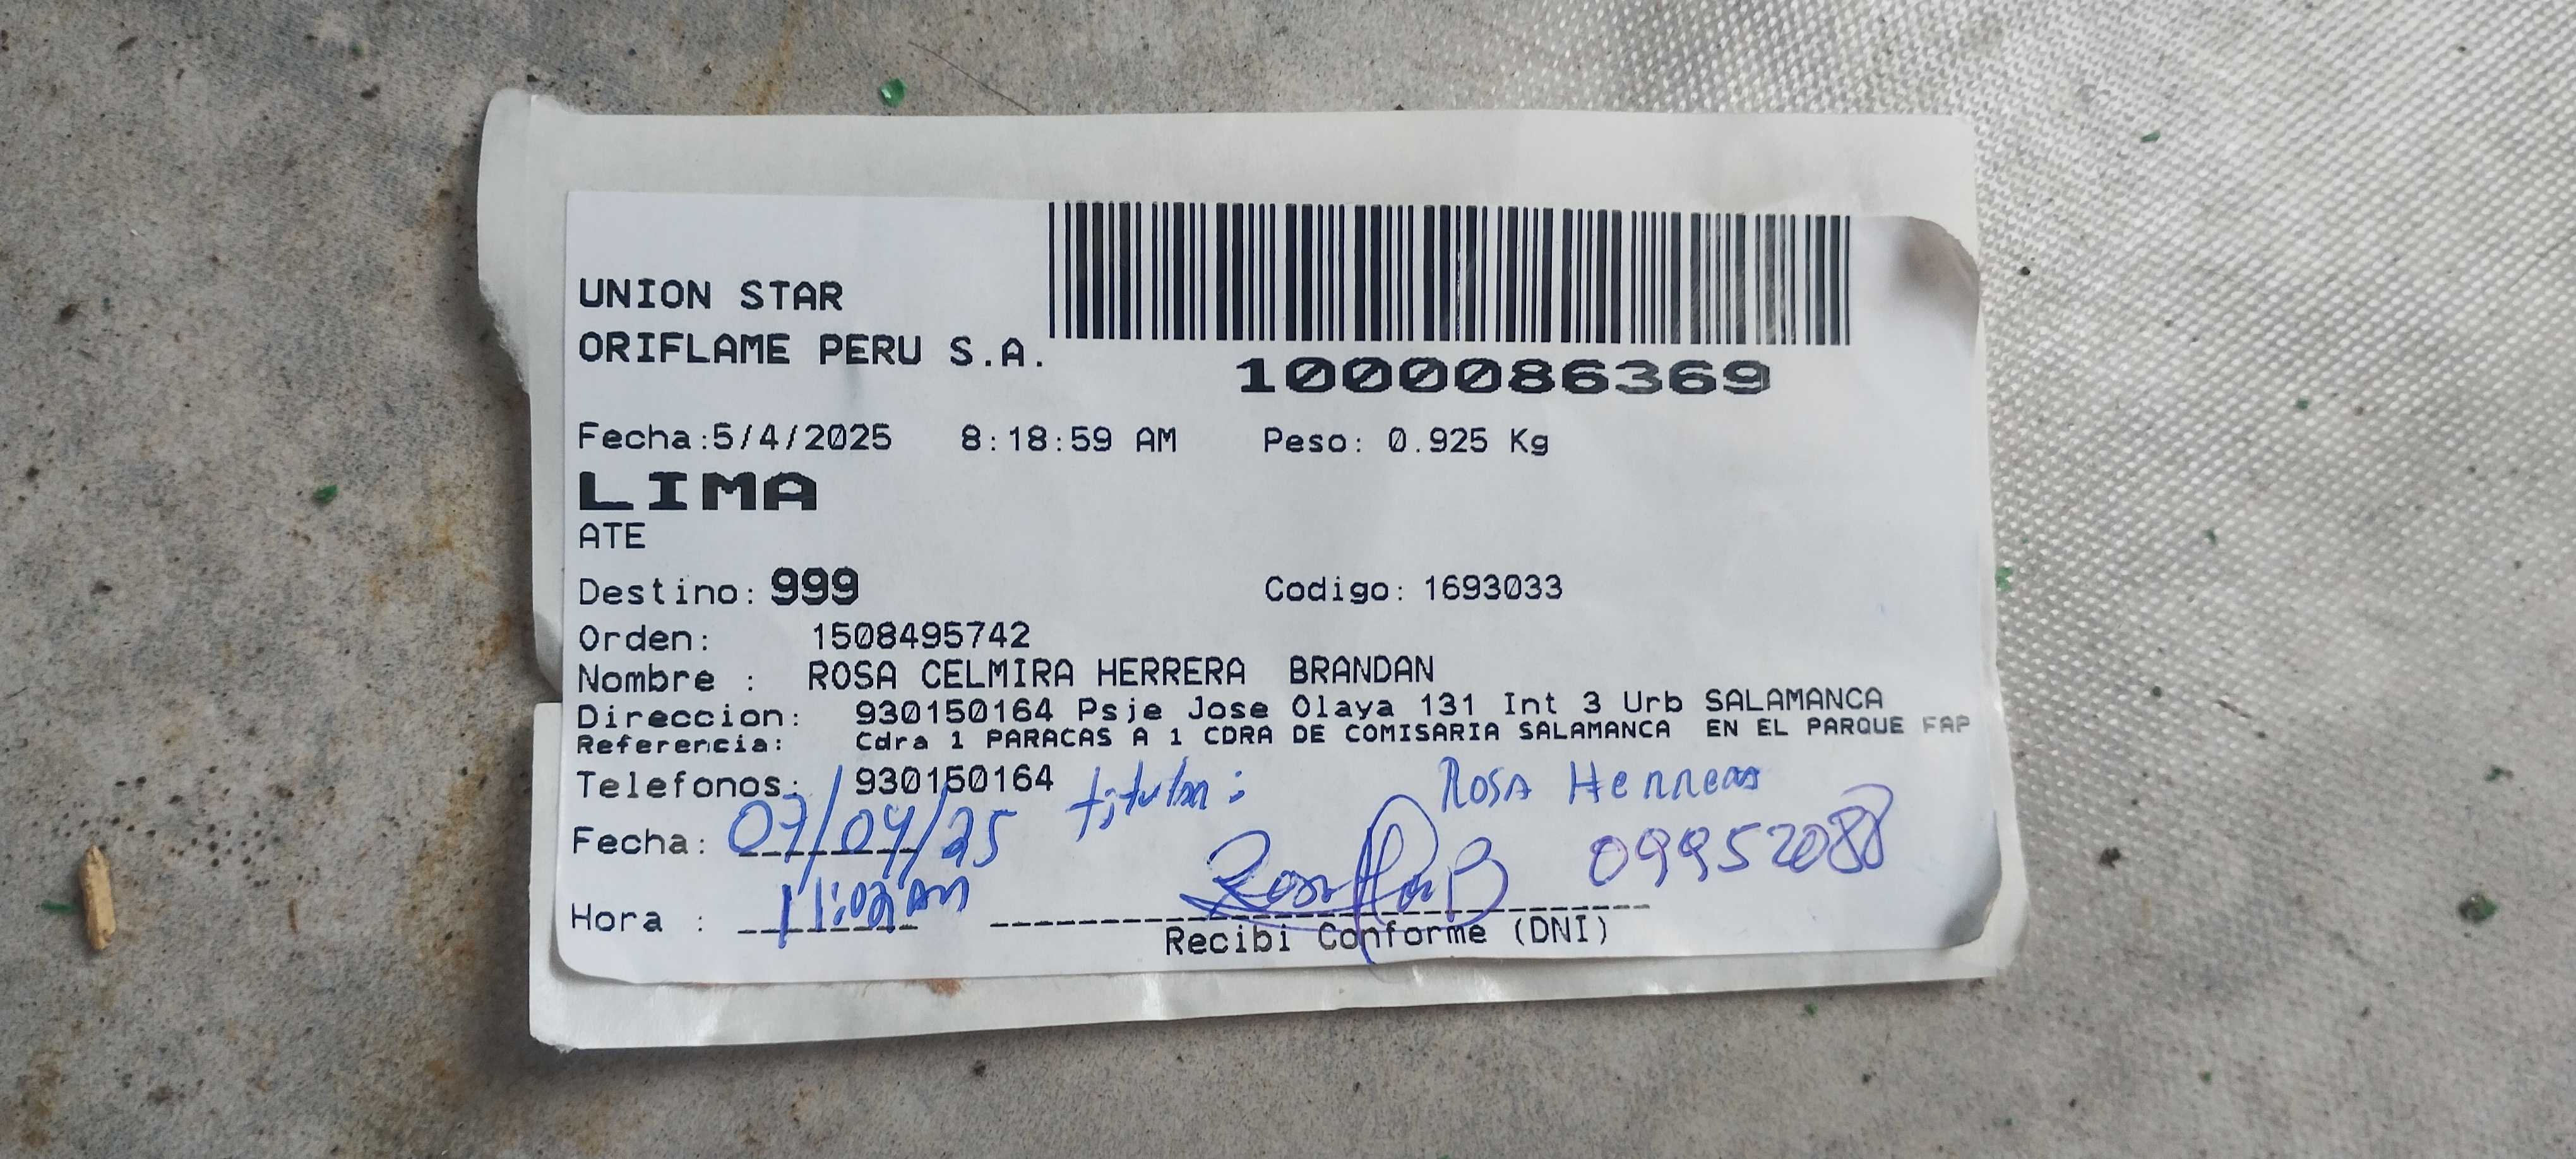 UNION STAR
ORIFLAME PERU S.A.
1000086369
Fecha:5/4/2025 8:18:59 AM Peso: 0.925 Kg
LIMA
ATE
Destino: 999 Codigo: 1693033
Orden: 1508495742
Nombre : ROSA CELMIRA HERRERA BRANDAN
Direccion: 930150164 Psje Jose Olaya 131 Int 3 Urb SALAMANCA
Referencia: Cdra 1 PARACAS A 1 CDRA DE COMISARIA SALAMANCA EN EL PARQUE FAP
Telefonos: 930150164 titular: Rosa Herrera
Fecha: 07/04/25 09952088
Hora : 11:02 AM
Recibi Conforme (DNI)